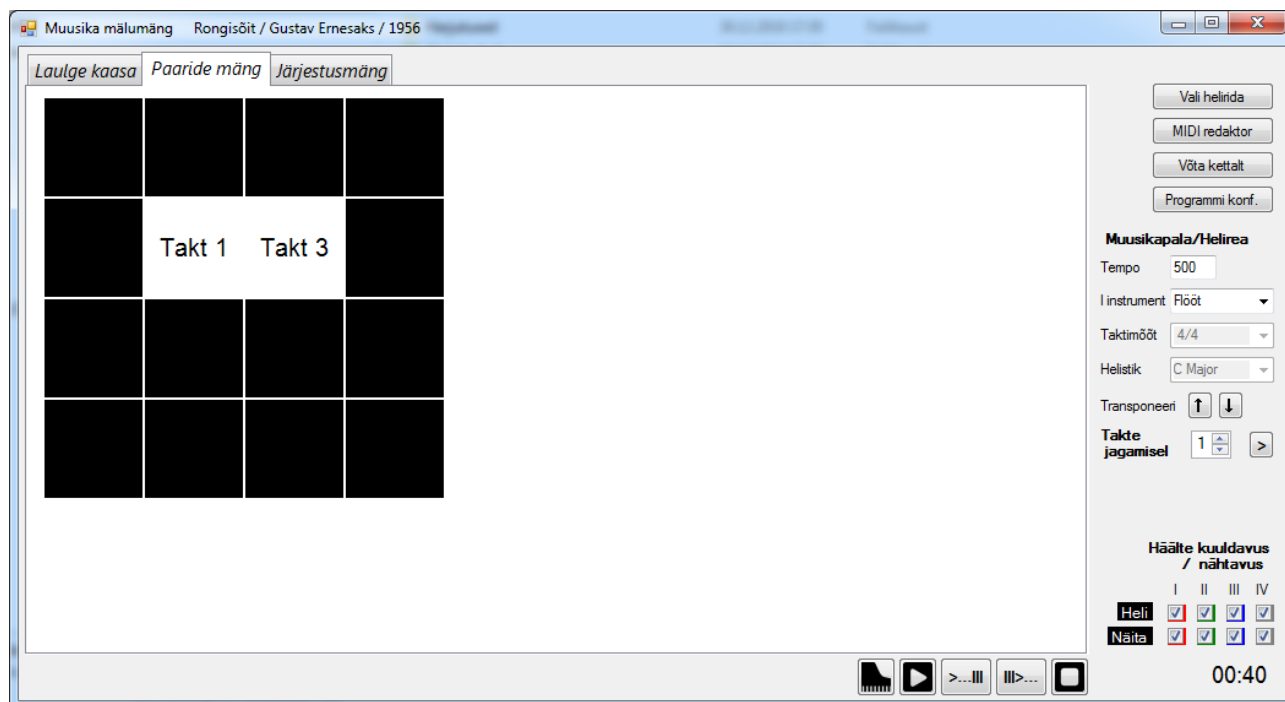 Muusika mälumäng Rongisõit / Gustav Ernesaks / 1956
Laulge kaasa Paaride mäng Järjestusmäng
Takt 1 Takt 3
Vali helirida
MIDI redaktor
Võta kettalt
Programmi konf.
Muusikapala/Helirea
Tempo 500
I instrument Flööt
Taktimõõt 4/4
Helistik C Major
Transponeeri ↑ ↓
Takte
jagamisel 1 >
Häälte kuuldavus
/ nähtavus
I II III IV
Heli
Näita
>...III III>... 00:40